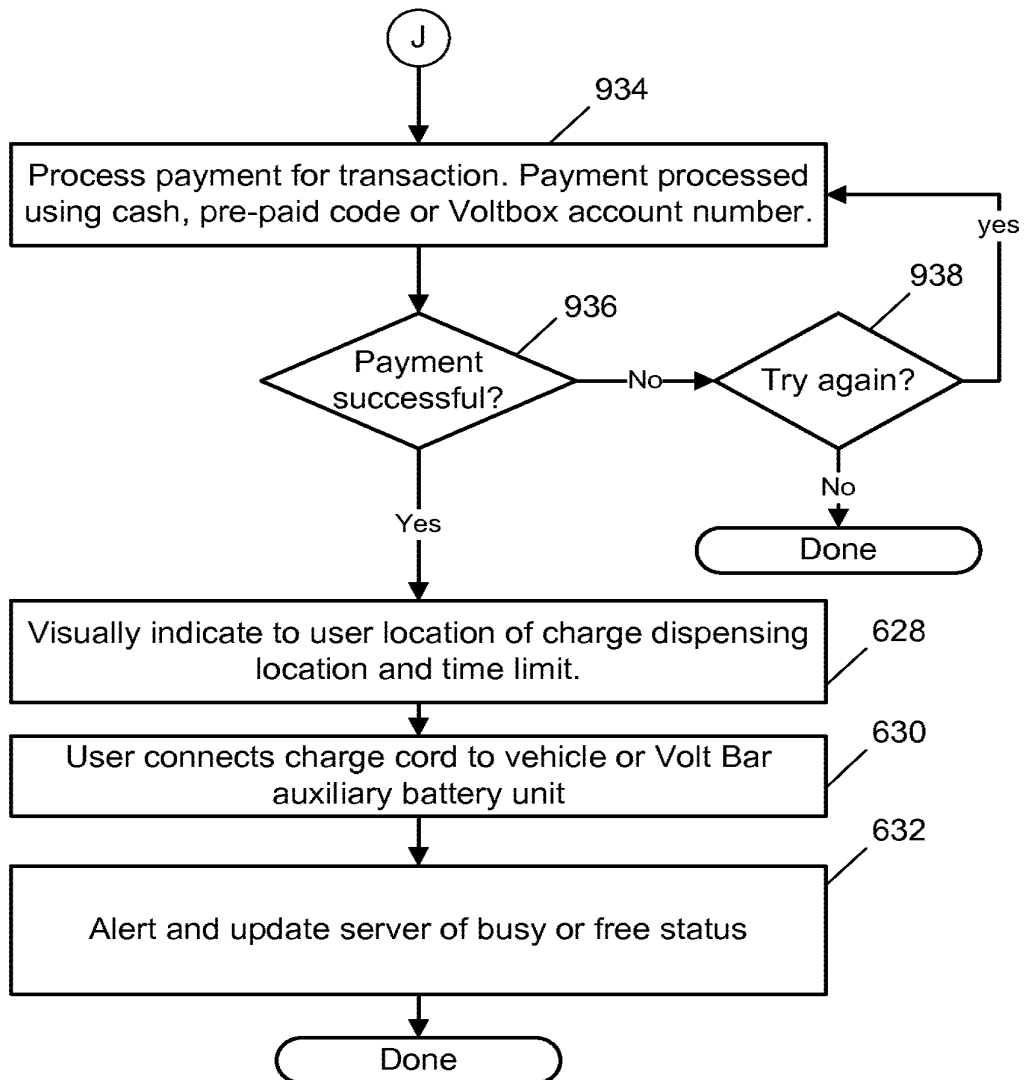 J
934
Process payment for transaction. Payment processed
using cash, pre-paid code or Voltbox account number.
yes
938
936
Payment
successful?
No
Try again?
No
Yes
Done
Visually indicate to user location of charge dispensing
location and time limit.
628
630
User connects charge cord to vehicle or Volt Bar
auxiliary battery unit
632
Alert and update server of busy or free status
Done